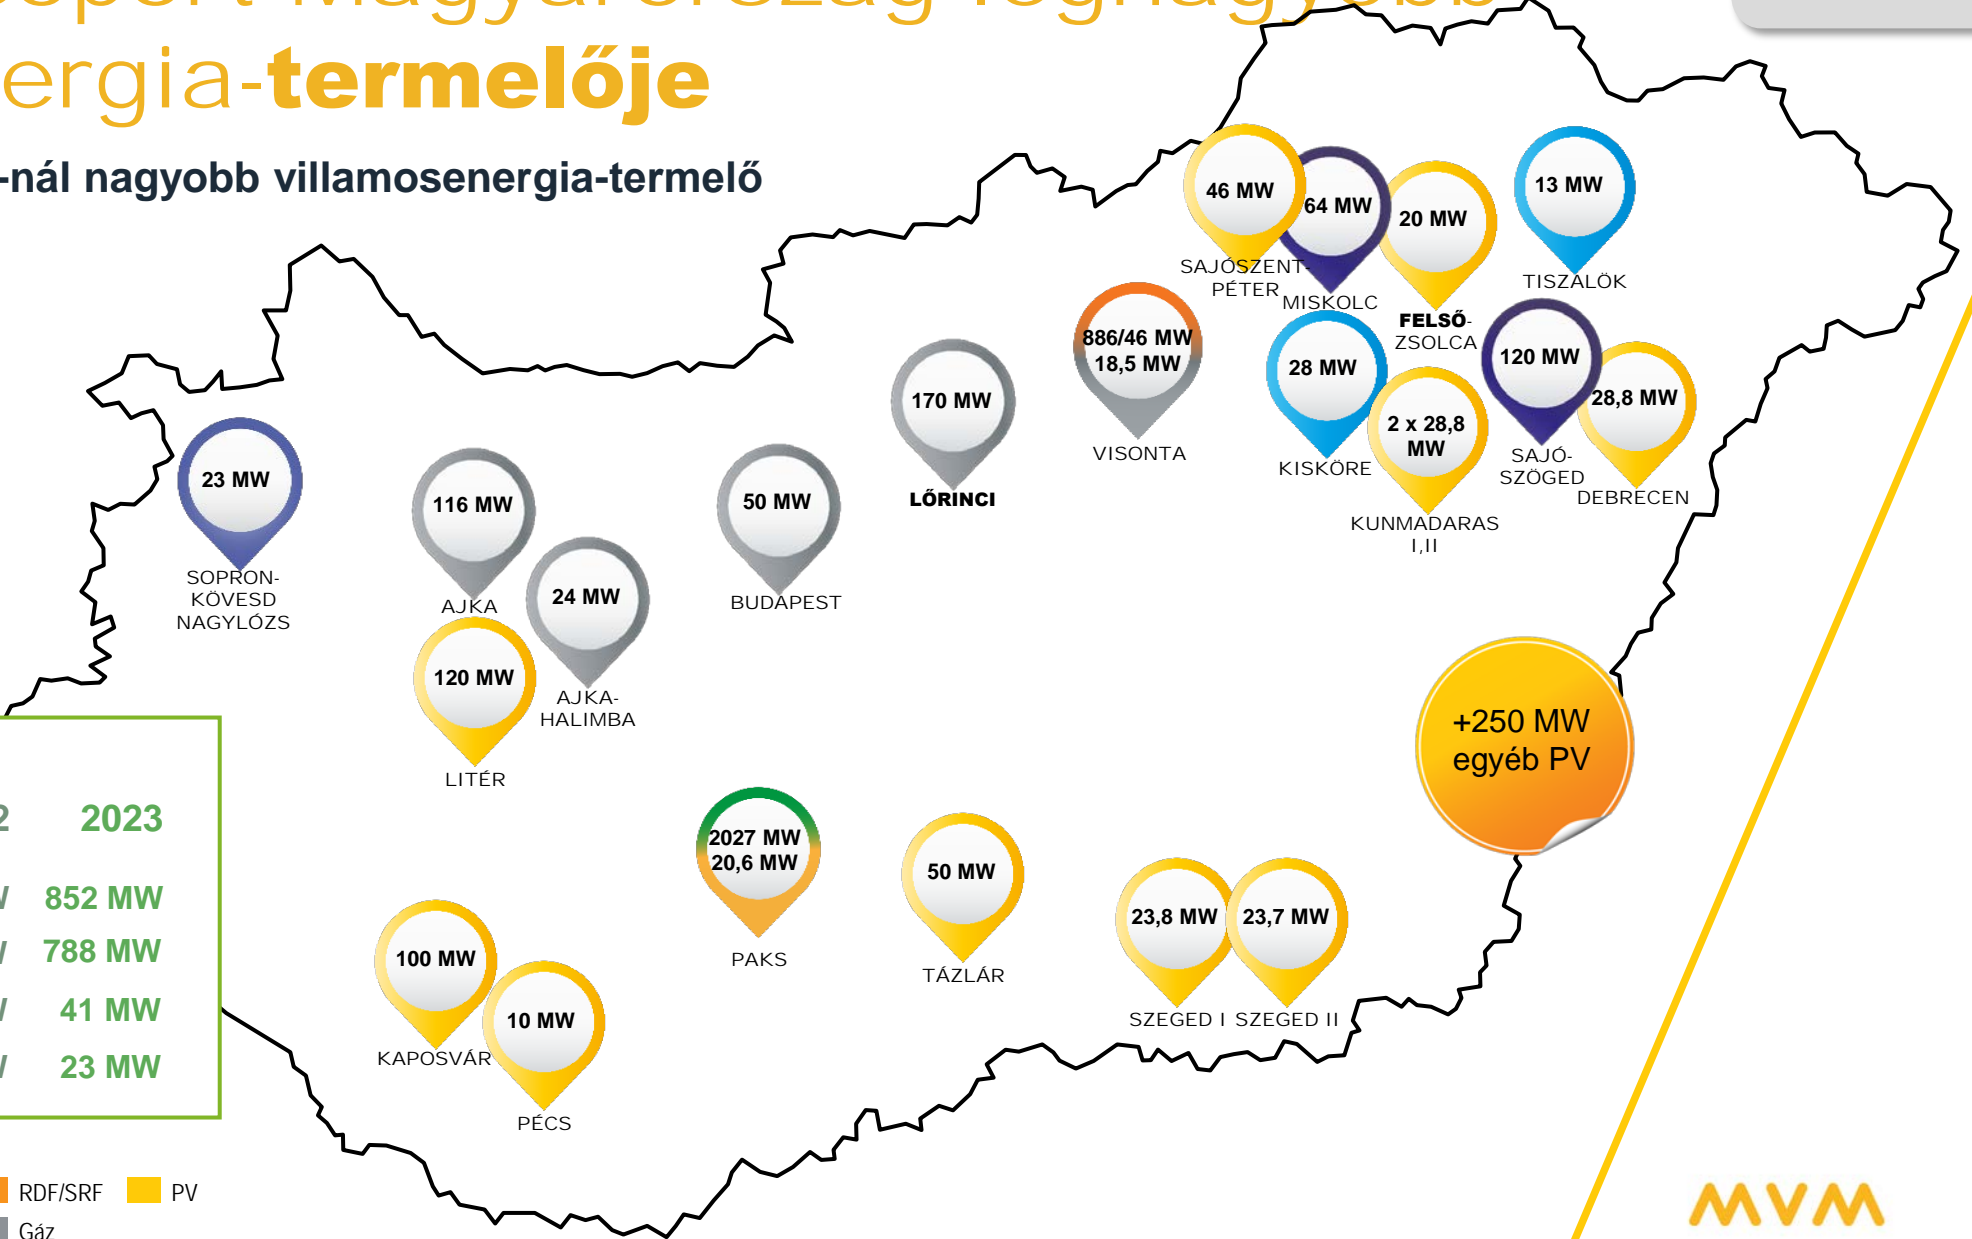 ergia-termelője
-nál nagyobb villamosenergia-termelő
46 MW
SAJÓSZENT-
PÉTER
64 MW
MISKOLC
20 MW
FELSŐ-
ZSOLCA
13 MW
TISZALÖK
886/46 MW
18,5 MW
VISONTA
28 MW
KISKÖRE
2 x 28,8
MW
KUNMADARAS
I,II
120 MW
SAJÓ-
SZÖGED
28,8 MW
DEBRECEN
170 MW
LŐRINCI
23 MW
SOPRON-
KÖVESD
NAGYLÓZS
116 MW
AJKA
24 MW
AJKA-
HALIMBA
50 MW
BUDAPEST
120 MW
LITÉR
+250 MW
egyéb PV
2027 MW
20,6 MW
PAKS
50 MW
TÁZLÁR
23,8 MW
SZEGED I
23,7 MW
SZEGED II
100 MW
KAPOSVÁR
10 MW
PÉCS
2023
852 MW
788 MW
41 MW
23 MW
RDF/SRF
PV
Gáz
MVM